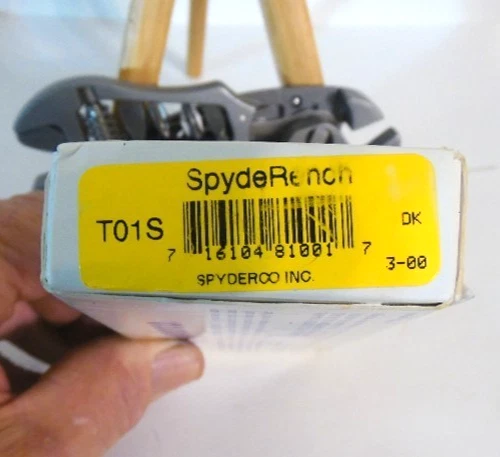 SpydeRench
T01S
DK
7 16104 81001 7
3-00
SPYDERCO INC.